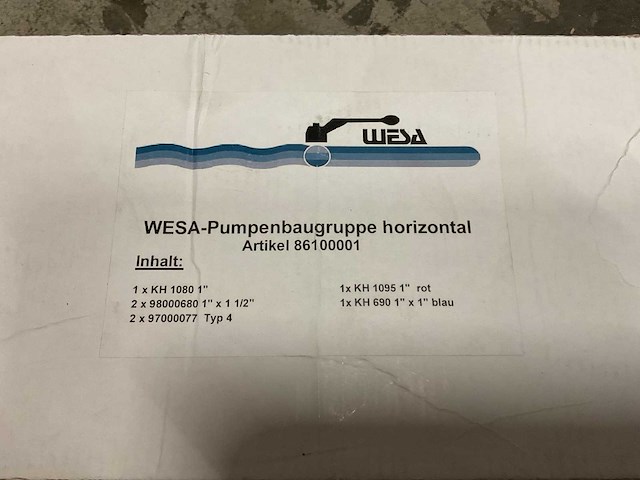 WESA
WESA-Pumpenbaugruppe horizontal
Artikel 86100001
Inhalt:
1 x KH 1080 1"
2 x 98000680 1" x 1 1/2"
2 x 97000077 Typ 4
1x KH 1095 1" rot
1x KH 690 1" x 1" blau